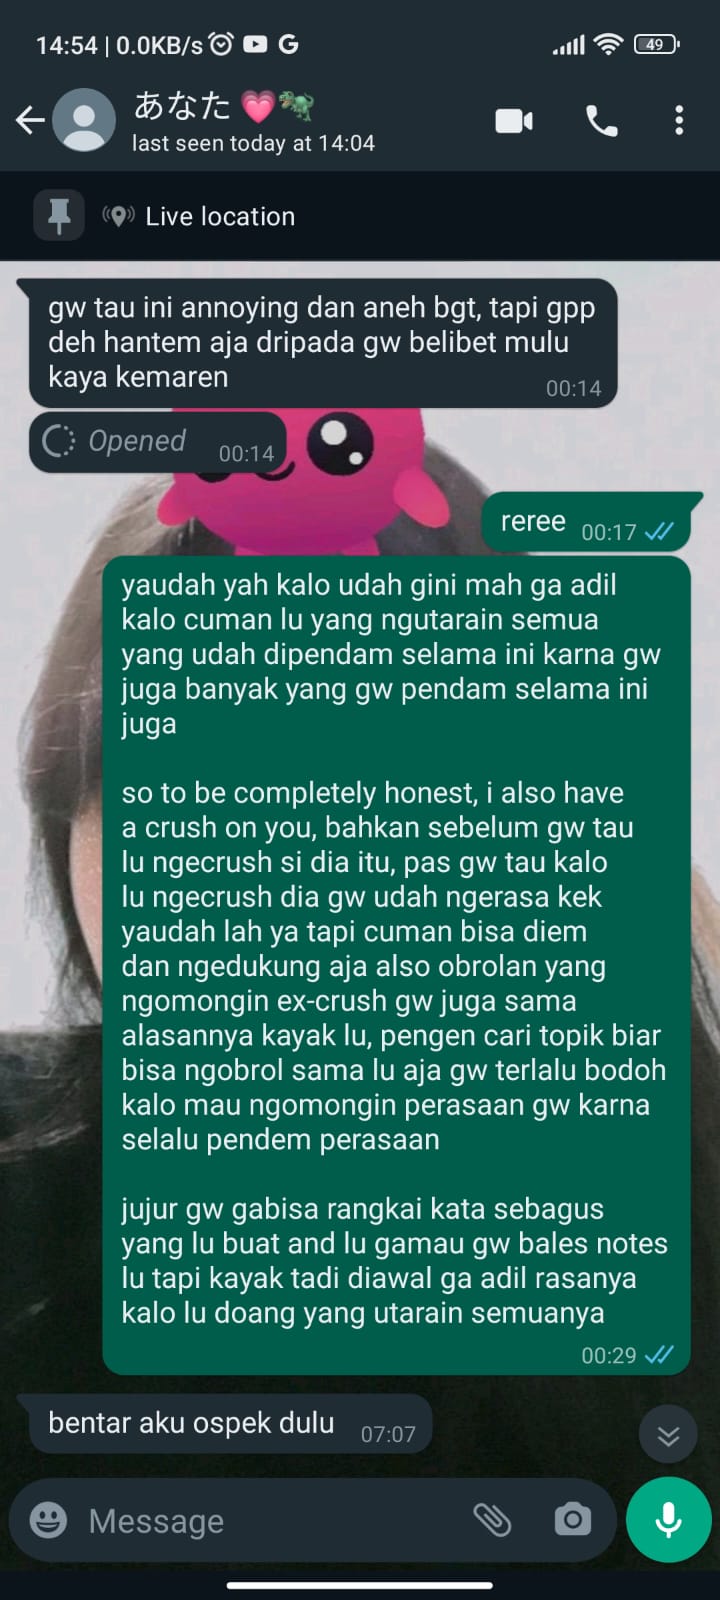 14:54 | 0.0KB/s
49
あなた 💗🦖
last seen today at 14:04
Live location
gw tau ini annoying dan aneh bgt, tapi gpp
deh hantem aja dripada gw belibet mulu
kaya kemaren
00:14
Opened 00:14
reree 00:17
yaudah yah kalo udah gini mah ga adil
kalo cuman lu yang ngutarain semua
yang udah dipendam selama ini karna gw
juga banyak yang gw pendam selama ini
juga
so to be completely honest, i also have
a crush on you, bahkan sebelum gw tau
lu ngecrush si dia itu, pas gw tau kalo
lu ngecrush dia gw udah ngerasa kek
yaudah lah ya tapi cuman bisa diem
dan ngedukung aja also obrolan yang
ngomongin ex-crush gw juga sama
alasannya kayak lu, pengen cari topik biar
bisa ngobrol sama lu aja gw terlalu bodoh
kalo mau ngomongin perasaan gw karna
selalu pendem perasaan
jujur gw gabisa rangkai kata sebagus
yang lu buat and lu gamau gw bales notes
lu tapi kayak tadi diawal ga adil rasanya
kalo lu doang yang utarain semuanya
00:29
bentar aku ospek dulu 07:07
Message